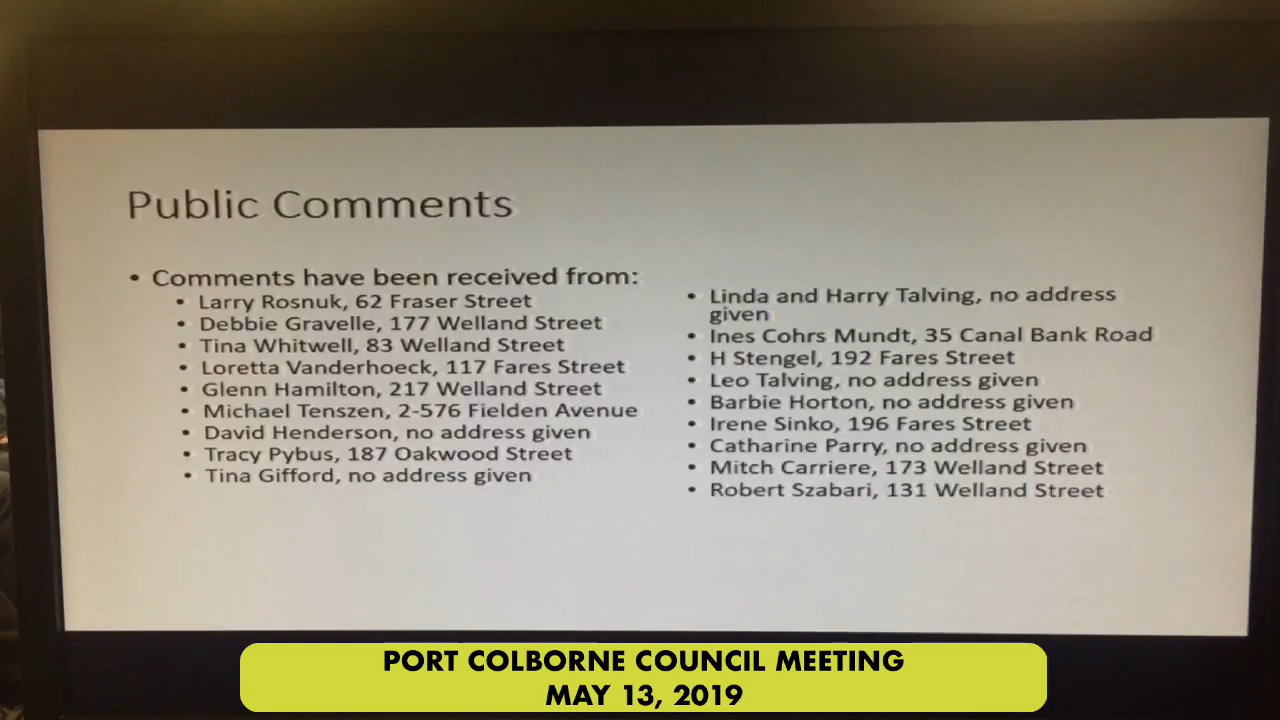 Public Comments
• Comments have been received from:
• Larry Rosnuk, 62 Fraser Street
• Debbie Gravelle, 177 Welland Street
• Tina Whitwell, 83 Welland Street
• Loretta Vanderhoeck, 117 Fares Street
• Glenn Hamilton, 217 Welland Street
• Michael Tenszen, 2-576 Fielden Avenue
• David Henderson, no address given
• Tracy Pybus, 187 Oakwood Street
• Tina Gifford, no address given
• Linda and Harry Talving, no address
given
• Ines Cohrs Mundt, 35 Canal Bank Road
• H Stengel, 192 Fares Street
• Leo Talving, no address given
• Barbie Horton, no address given
• Irene Sinko, 196 Fares Street
• Catharine Parry, no address given
• Mitch Carriere, 173 Welland Street
• Robert Szabari, 131 Welland Street
PORT COLBORNE COUNCIL MEETING
MAY 13, 2019